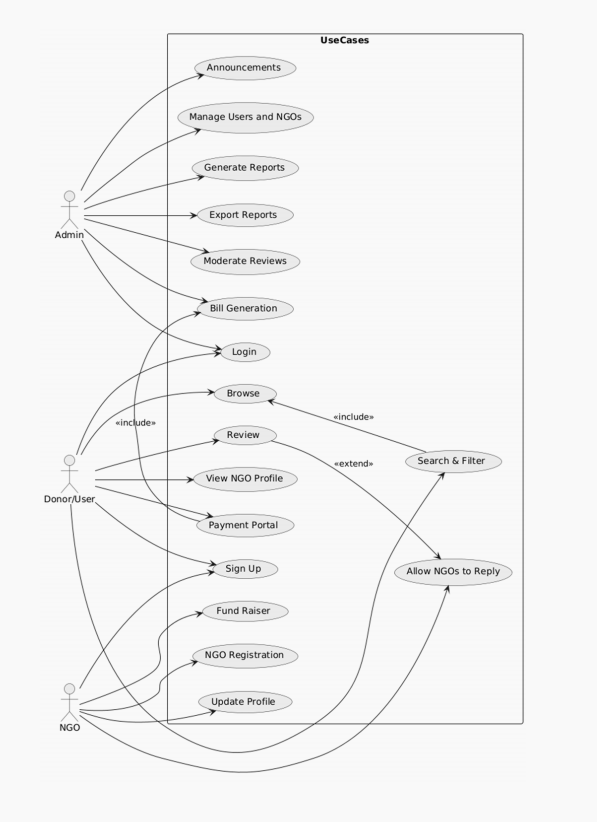 UseCases
Announcements
Manage Users and NGOs
Generate Reports
Export Reports
Admin
Moderate Reviews
Bill Generation
Login
Browse
«include»
«include»
Review
Search & Filter
«extend»
View NGO Profile
Donor/User
Payment Portal
Sign Up
Allow NGOs to Reply
Fund Raiser
NGO Registration
Update Profile
NGO